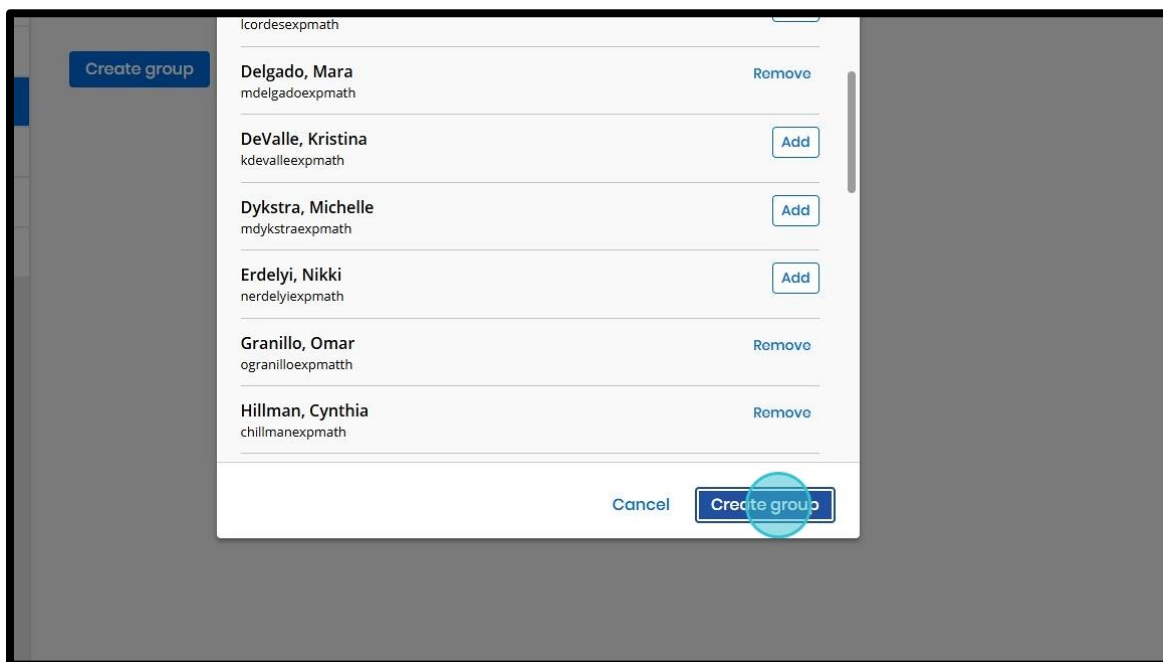 lcordesexpmath
Create group
Delgado, Mara
Remove
mdelgadoexpmath
DeValle, Kristina
Add
kdevalleexpmath
Dykstra, Michelle
Add
mdykstraexpmath
Erdelyi, Nikki
Add
nerdelyiexpmath
Granillo, Omar
Remove
ogranilloexpmatth
Hillman, Cynthia
Remove
chillmanexpmath
Cancel
Create group